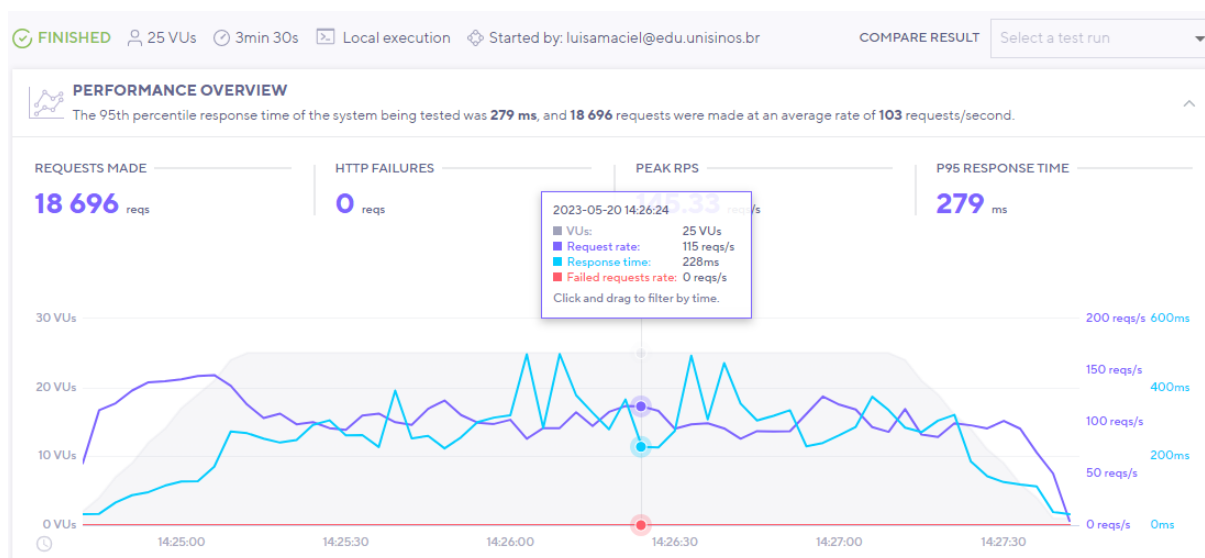 FINISHED 25 VUs 3min 30s Local execution Started by: luisamaciel@edu.unisinos.br COMPARE RESULT Select a test run
PERFORMANCE OVERVIEW
The 95th percentile response time of the system being tested was 279 ms, and 18 696 requests were made at an average rate of 103 requests/second.
REQUESTS MADE HTTP FAILURES PEAK RPS P95 RESPONSE TIME
18 696 reqs 0 reqs 145.33 reqs/s 279 ms
2023-05-20 14:26:24
VUs: 25 VUs
Request rate: 115 reqs/s
Response time: 228ms
Failed requests rate: 0 reqs/s
Click and drag to filter by time.
30 VUs 200 reqs/s 600ms
150 reqs/s
20 VUs 400ms
100 reqs/s
10 VUs 200ms
50 reqs/s
0 VUs 0 reqs/s 0ms
14:25:00 14:25:30 14:26:00 14:26:30 14:27:00 14:27:30